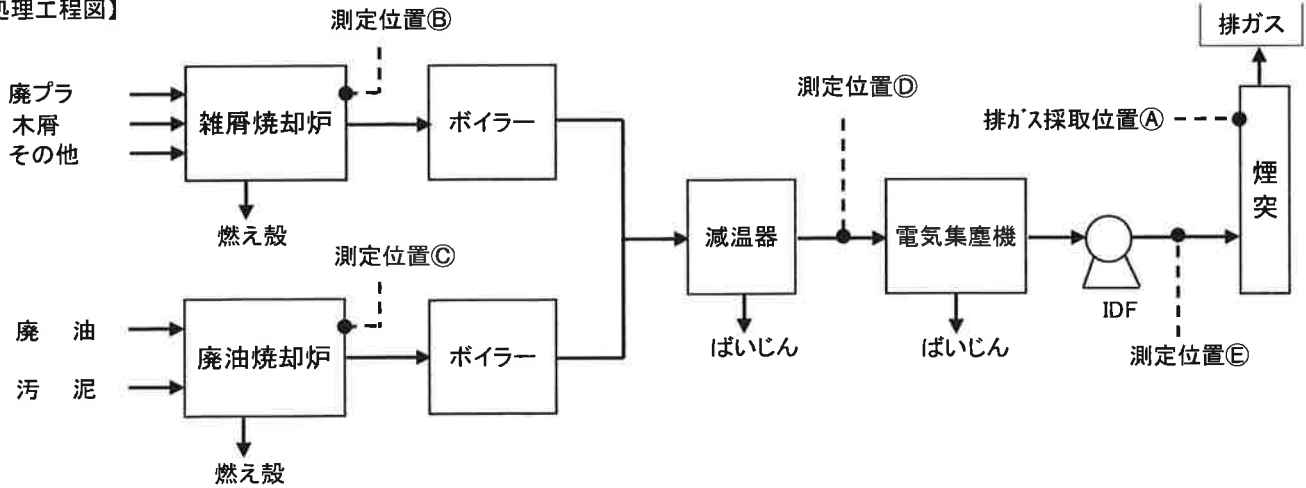 処理工程図】
測定位置Ⓑ
排ガス
廃プラ
木屑
その他
雑屑焼却炉
ボイラー
測定位置Ⓓ
排ガス採取位置Ⓐ
煙突
燃え殻
減温器
電気集塵機
測定位置Ⓒ
IDF
廃　油
汚　泥
廃油焼却炉
ボイラー
ばいじん
ばいじん
測定位置Ⓔ
燃え殻